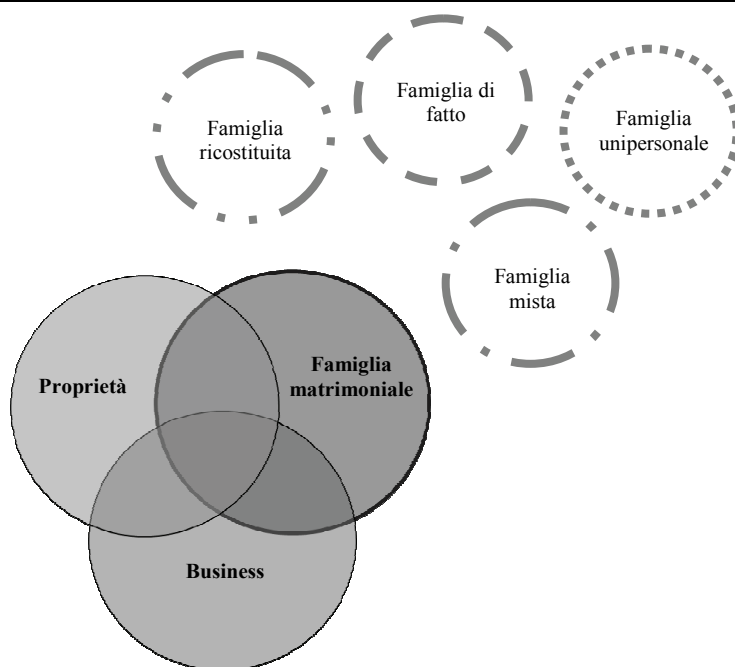 Famiglia di
fatto
Famiglia
ricostituita
Famiglia
unipersonale
Famiglia
mista
Famiglia
matrimoniale
Proprietà
Business